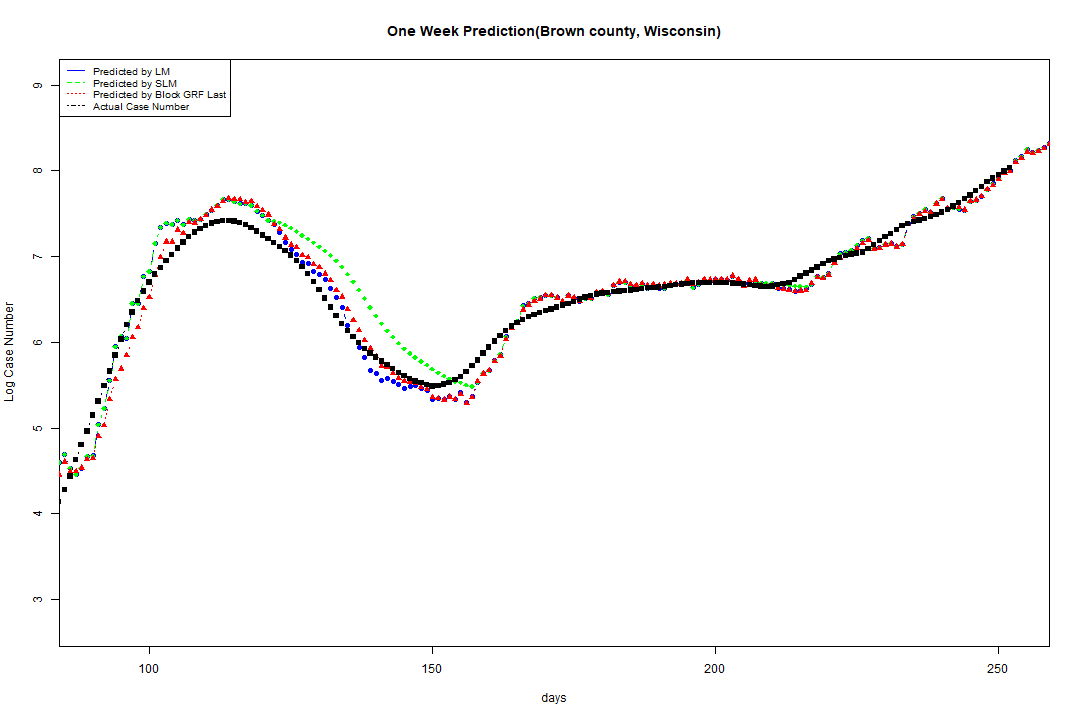 One Week Prediction(Brown county, Wisconsin)
Predicted by LM
Predicted by SLM
Predicted by Block GRF Last
Actual Case Number
9
8
7
6
5
4
3
Log Case Number
100 150 200 250
days